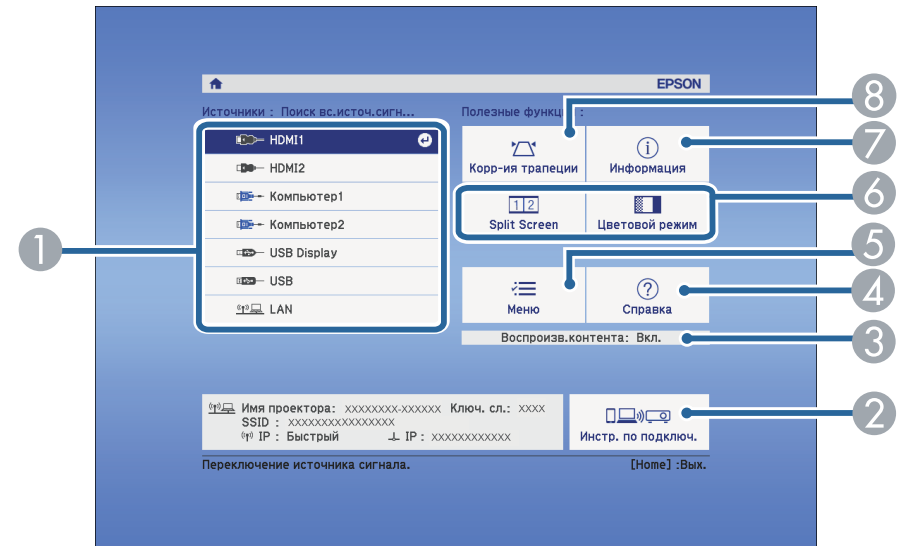 EPSON
Источники : Поиск вс.источ.сигн...
HDMI1
HDMI2
Компьютер1
Компьютер2
USB Display
USB
LAN
Полезные функц :
Корр-ия трапеции
Информация
Split Screen
Цветовой режим
Меню
Справка
Воспроизв.контента: Вкл.
Имя проектора: XXXXXXXX-XXXXXX Ключ. сл.: XXXX
SSID : XXXXXXXXXXXXXXXX
IP : Быстрый IP : XXXXXXXXXXXX
Инстр. по подключ.
Переключение источника сигнала.
[Home] :Вых.
1
2
3
4
5
6
7
8